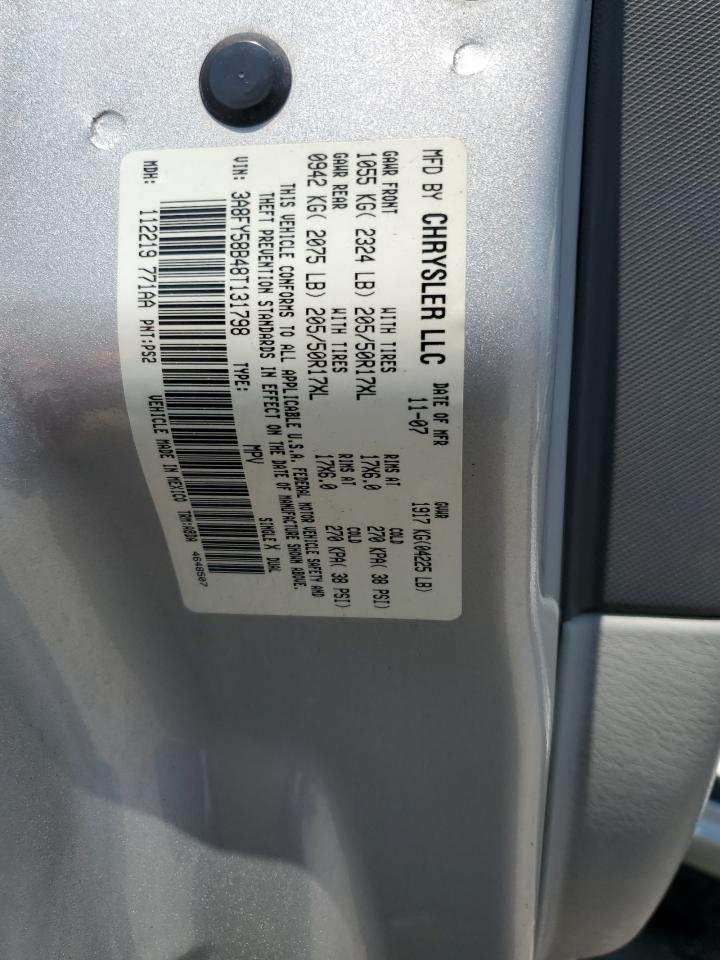 MFD BY CHRYSLER LLC
DATE OF MFR
11-07
GVWR
1917 KG(04225 LB)
GAWR FRONT
1055 KG( 2324 LB)
WITH TIRES
205/50R17XL
RIMS AT
17X6.0
COLD
270 KPA( 38 PSI)
GAWR REAR
0942 KG( 2075 LB)
WITH TIRES
205/50R17XL
RIMS AT
17X6.0
COLD
270 KPA( 38 PSI)
THIS VEHICLE CONFORMS TO ALL APPLICABLE U.S.A. FEDERAL MOTOR VEHICLE SAFETY AND
THEFT PREVENTION STANDARDS IN EFFECT ON THE DATE OF MANUFACTURE SHOWN ABOVE.
VIN: 3A8FY58B48T131798 TYPE: MPV SINGLE X DUAL
MDH: 112219 771AA PNT:PS2 VEHICLE MADE IN MEXICO TRM:ABDA 4648507